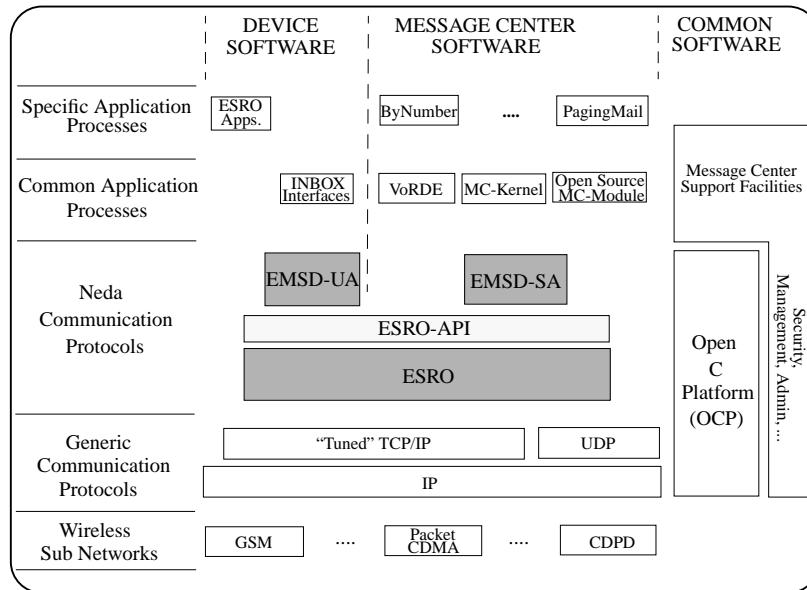 DEVICE
SOFTWARE
MESSAGE CENTER
SOFTWARE
COMMON
SOFTWARE
Specific Application
Processes
ESRO
Apps.
ByNumber
....
PagingMail
Common Application
Processes
INBOX
Interfaces
VoRDE
MC-Kernel
Open Source
MC-Module
Message Center
Support Facilities
Neda
Communication
Protocols
EMSD-UA
EMSD-SA
ESRO-API
ESRO
Open
C
Platform
(OCP)
Security,
Management, Admin, ...
Generic
Communication
Protocols
“Tuned” TCP/IP
UDP
IP
Wireless
Sub Networks
GSM
....
Packet
CDMA
....
CDPD